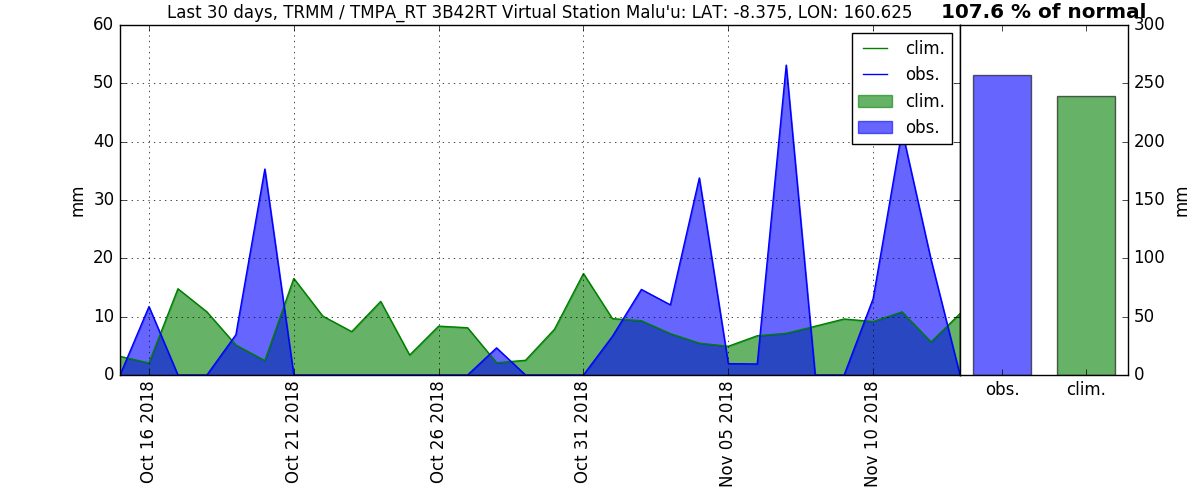 Last 30 days, TRMM / TMPA_RT 3B42RT Virtual Station Malu'u: LAT: -8.375, LON: 160.625
107.6 % of normal
60
50
40
30
20
10
0
mm
clim.
obs.
clim.
obs.
300
250
200
150
100
50
0
mm
Oct 16 2018
Oct 21 2018
Oct 26 2018
Oct 31 2018
Nov 05 2018
Nov 10 2018
obs.
clim.